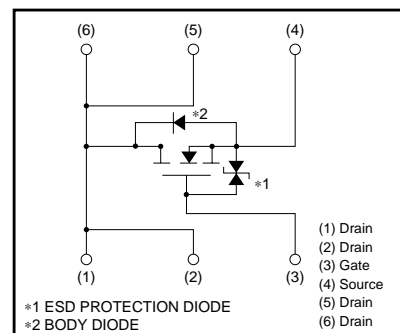 (6) (5) (4)
∗2
∗1
(1) (2) (3)
(1) Drain
(2) Drain
(3) Gate
(4) Source
(5) Drain
(6) Drain
∗1 ESD PROTECTION DIODE
∗2 BODY DIODE